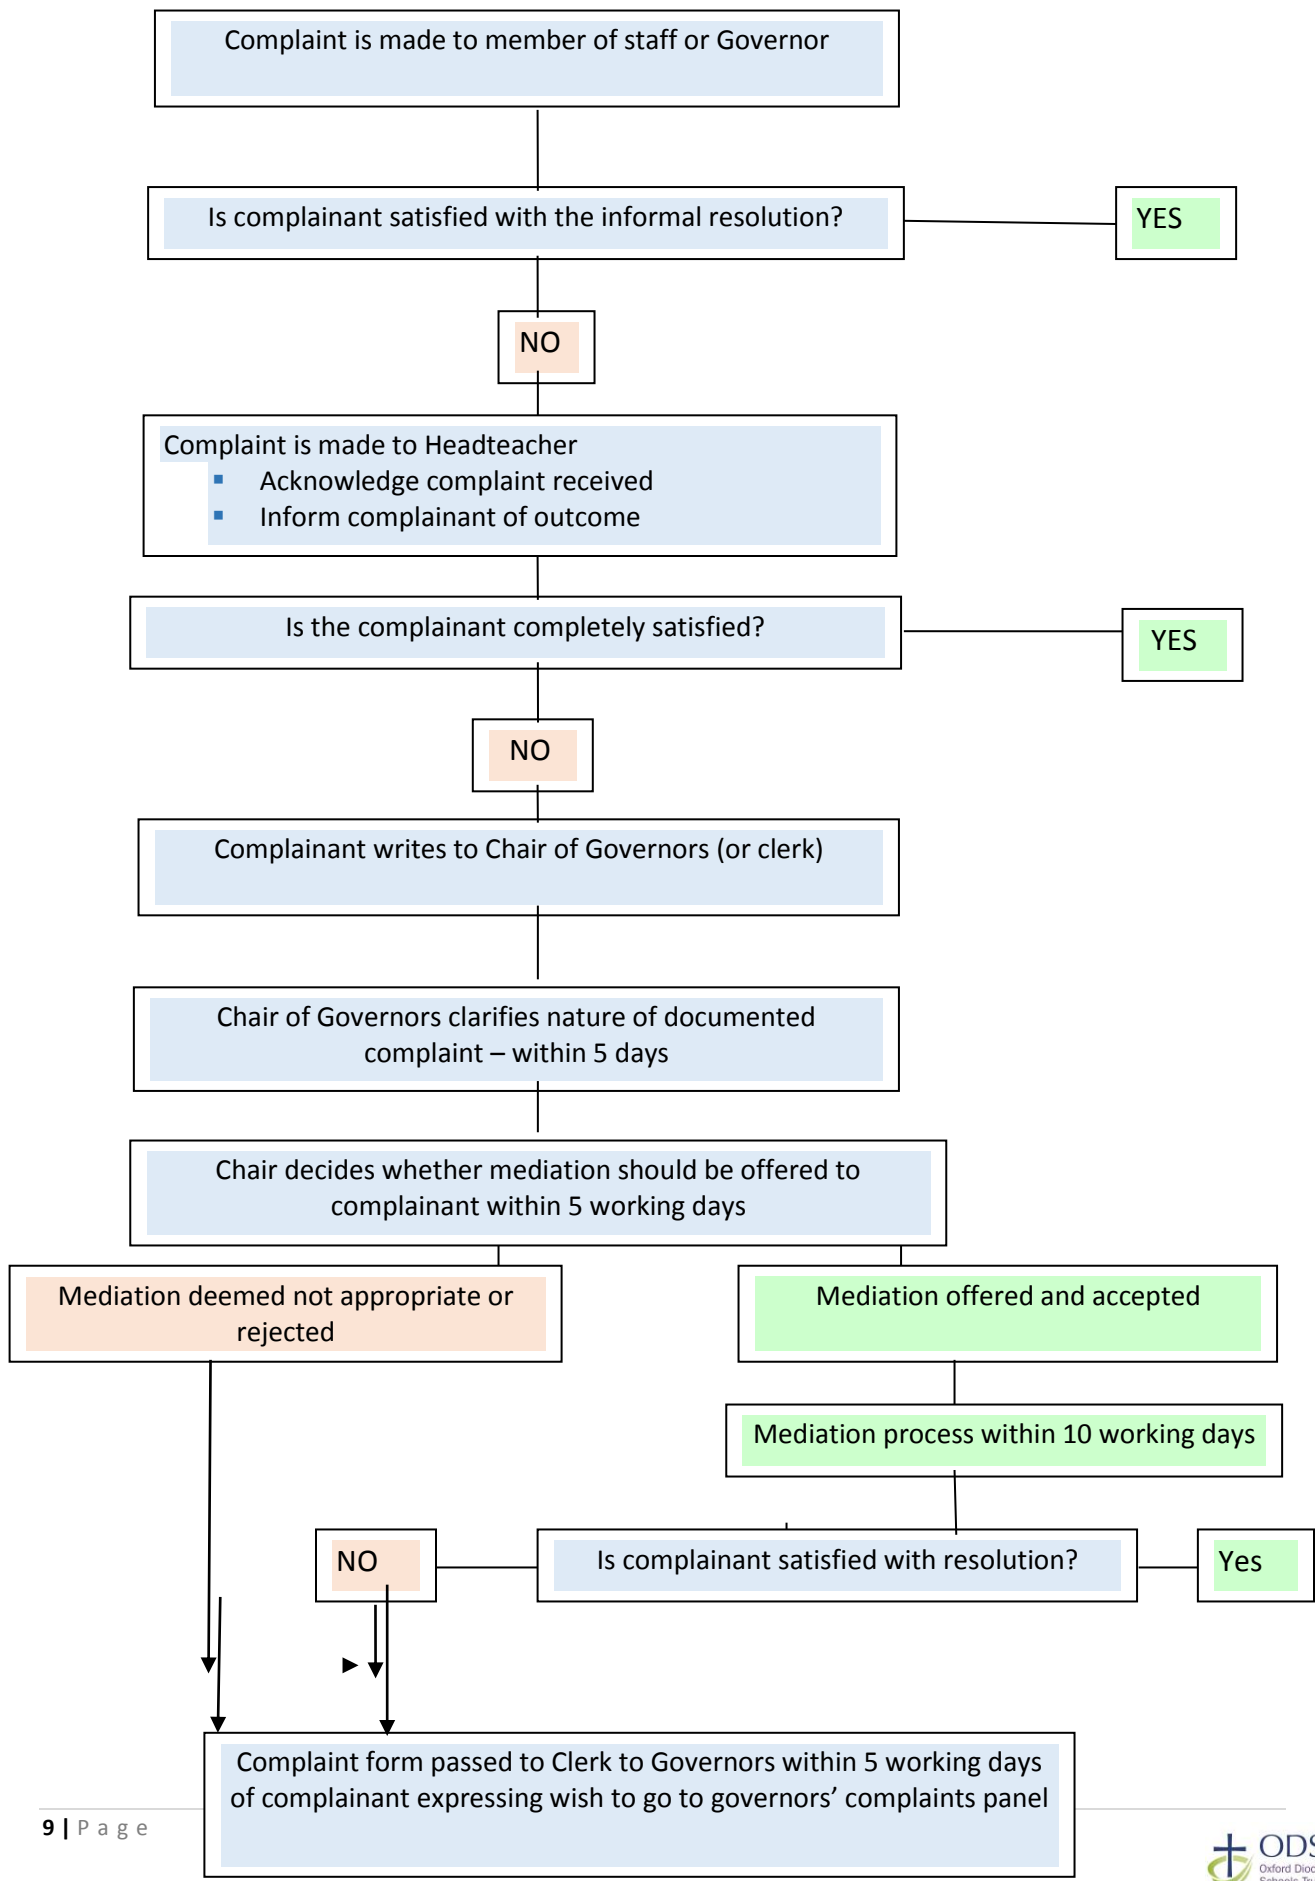 Complaint is made to member of staff or Governor
Is complainant satisfied with the informal resolution?
YES
NO
Complaint is made to Headteacher
▪ Acknowledge complaint received
▪ Inform complainant of outcome
Is the complainant completely satisfied?
YES
NO
Complainant writes to Chair of Governors (or clerk)
Chair of Governors clarifies nature of documented
complaint – within 5 days
Chair decides whether mediation should be offered to
complainant within 5 working days
Mediation deemed not appropriate or
rejected
Mediation offered and accepted
Mediation process within 10 working days
NO
Is complainant satisfied with resolution?
Yes
Complaint form passed to Clerk to Governors within 5 working days
of complainant expressing wish to go to governors’ complaints panel
9 | P a g e
ODS
Oxford Dioc
Schools Tr